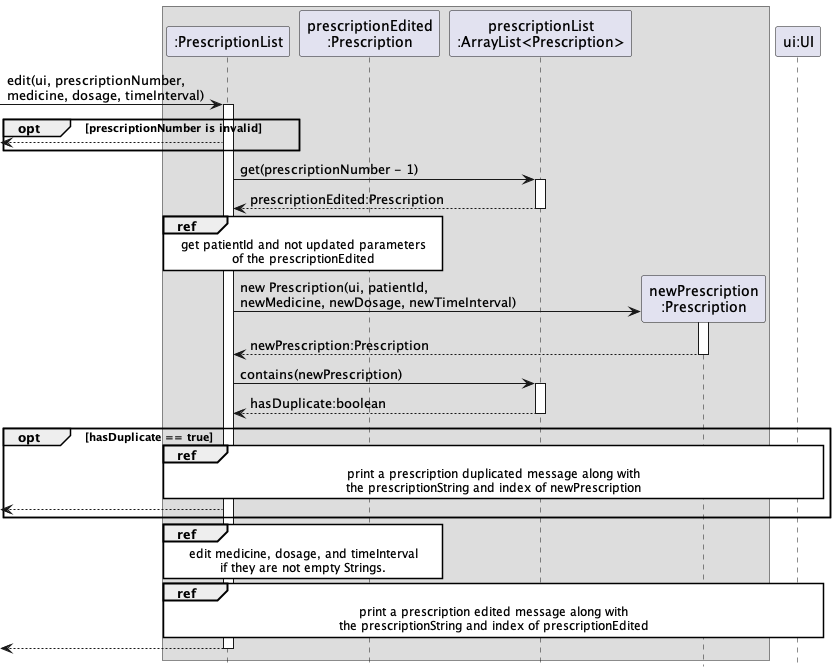 :PrescriptionList
prescriptionEdited
:Prescription
prescriptionList
:ArrayList<Prescription>
ui:UI
edit(ui, prescriptionNumber,
medicine, dosage, timeInterval)
opt
[prescriptionNumber is invalid]
get(prescriptionNumber - 1)
prescriptionEdited:Prescription
ref
get patientId and not updated parameters
of the prescriptionEdited
new Prescription(ui, patientId,
newMedicine, newDosage, newTimeInterval)
newPrescription
:Prescription
newPrescription:Prescription
contains(newPrescription)
hasDuplicate:boolean
opt
[hasDuplicate == true]
ref
print a prescription duplicated message along with
the prescriptionString and index of newPrescription
ref
edit medicine, dosage, and timeInterval
if they are not empty Strings.
ref
print a prescription edited message along with
the prescriptionString and index of prescriptionEdited